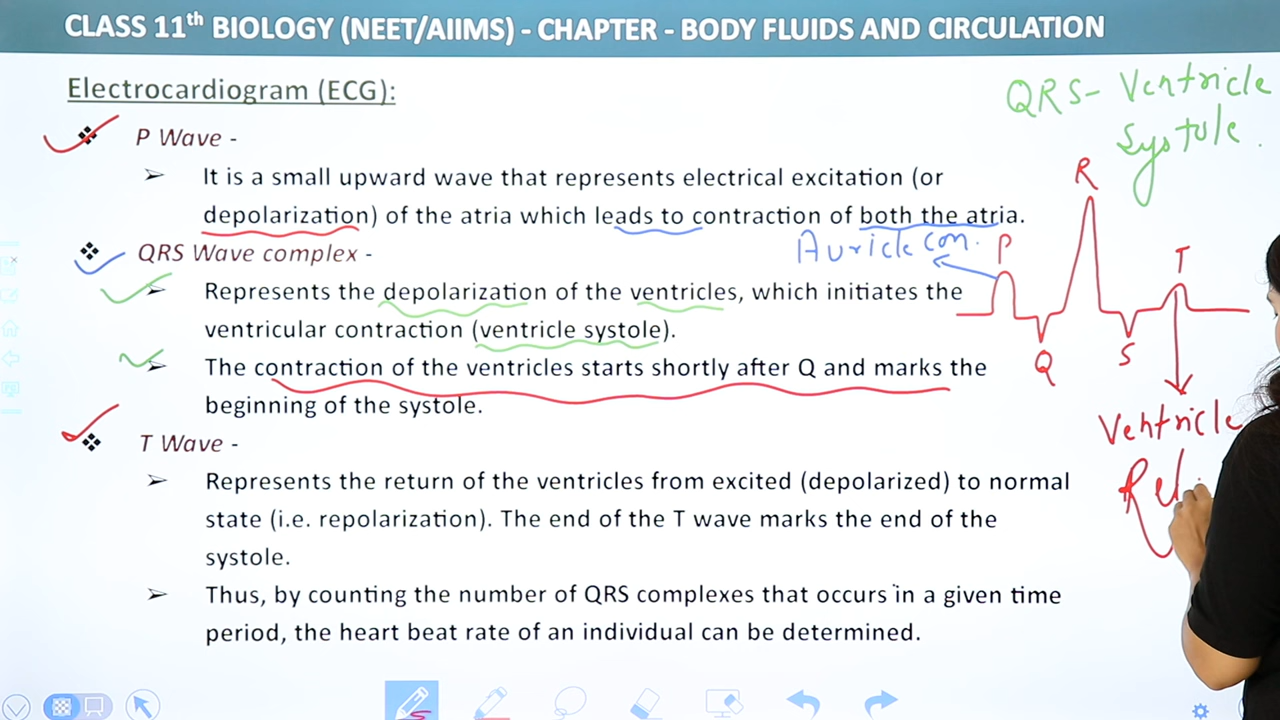 CLASS 11th BIOLOGY (NEET/AIIMS) - CHAPTER - BODY FLUIDS AND CIRCULATION
Electrocardiogram (ECG):
P Wave -
It is a small upward wave that represents electrical excitation (or
depolarization) of the atria which leads to contraction of both the atria.
QRS Wave complex -
Represents the depolarization of the ventricles, which initiates the
ventricular contraction (ventricle systole).
The contraction of the ventricles starts shortly after Q and marks the
beginning of the systole.
T Wave -
Represents the return of the ventricles from excited (depolarized) to normal
state (i.e. repolarization). The end of the T wave marks the end of the
systole.
Thus, by counting the number of QRS complexes that occurs in a given time
period, the heart beat rate of an individual can be determined.
QRS- Ventricle
Systole.
Auricle con.
P
R
T
Q
S
Ventricle
Rel